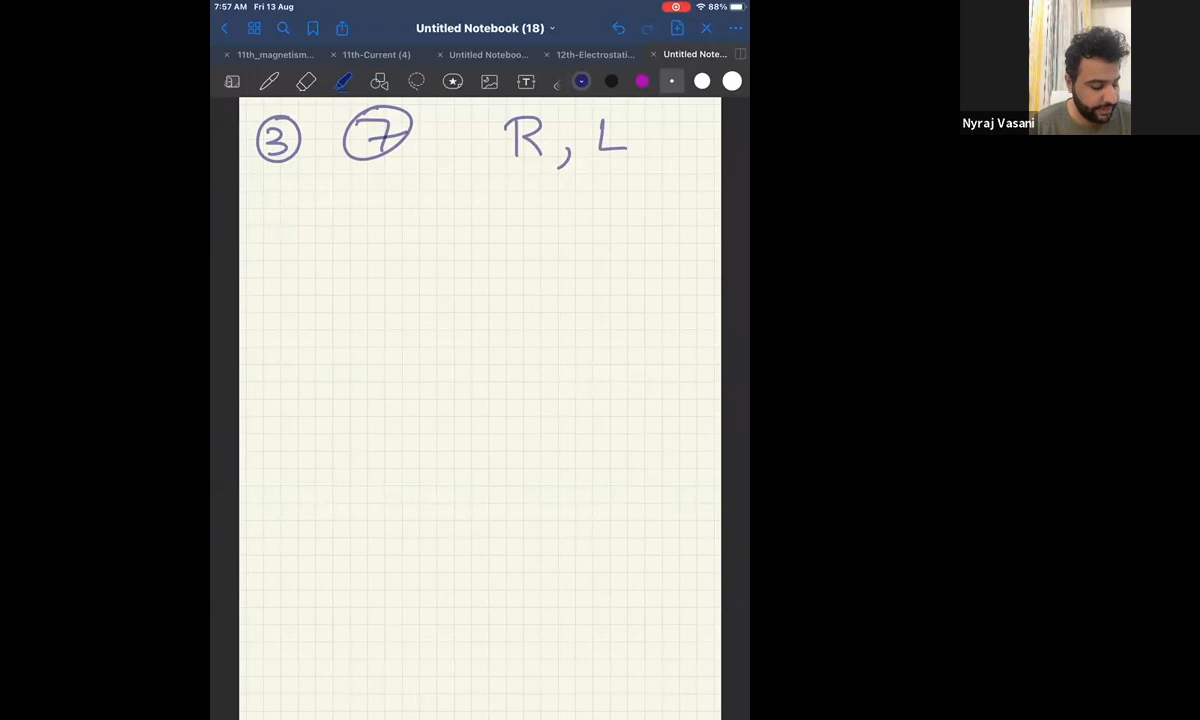 7:57 AM Fri 13 Aug 88%
Untitled Notebook (18)
11th_magnetism... 11th-Current (4) Untitled Noteboo... 12th-Electrostati... Untitled Note...
T
3 7 R, L
Nyraj Vasani